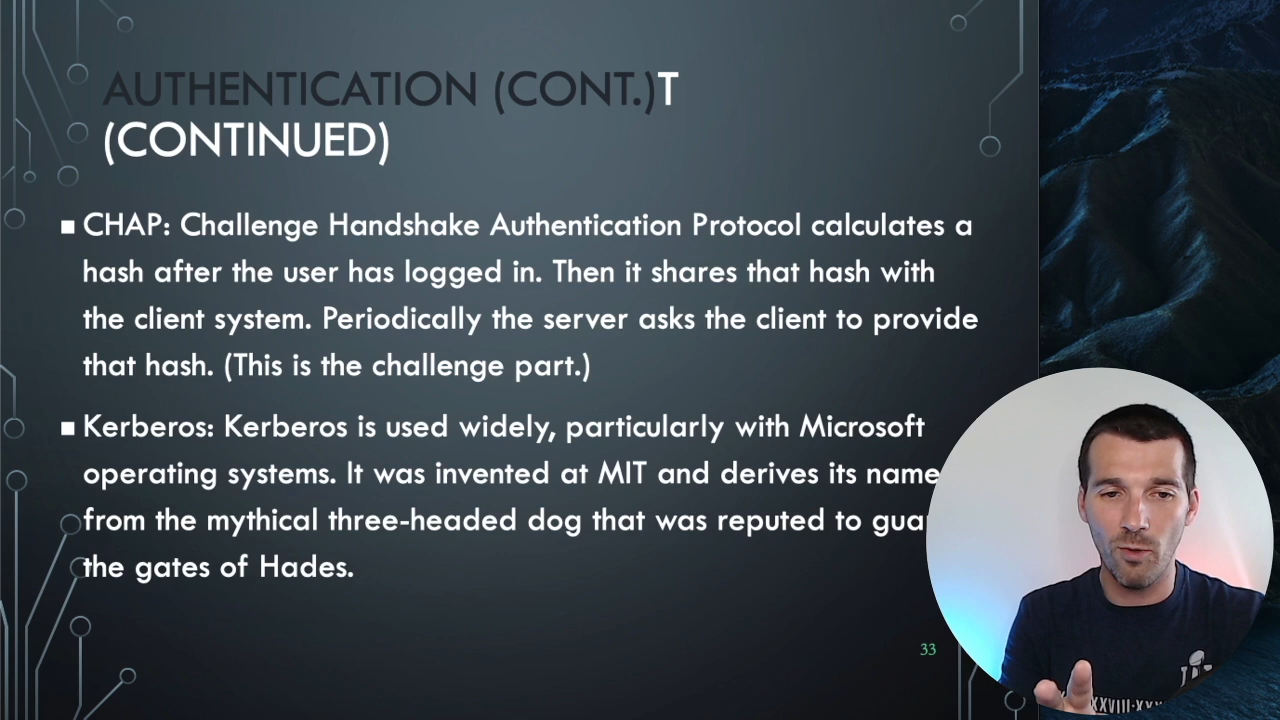 AUTHENTICATION (CONT.)T
(CONTINUED)
■ CHAP: Challenge Handshake Authentication Protocol calculates a
hash after the user has logged in. Then it shares that hash with
the client system. Periodically the server asks the client to provide
that hash. (This is the challenge part.)
■ Kerberos: Kerberos is used widely, particularly with Microsoft
operating systems. It was invented at MIT and derives its name
from the mythical three-headed dog that was reputed to
the gates of Hades.
33